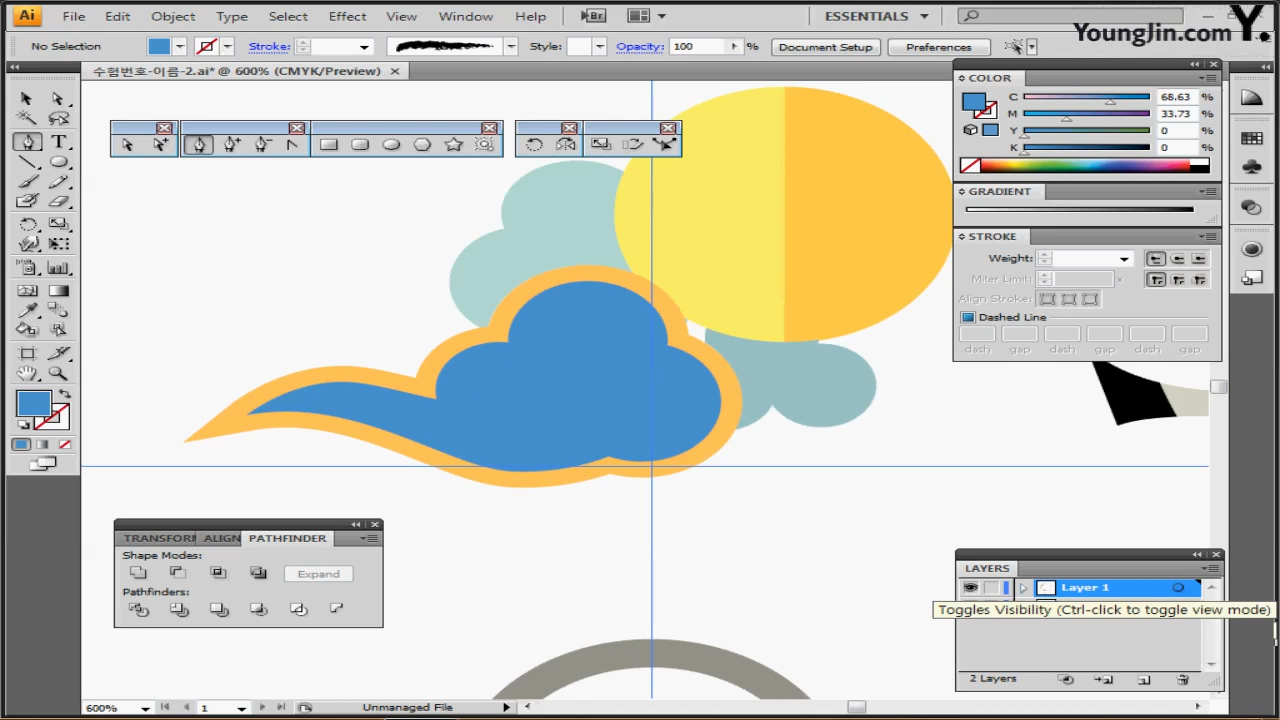 Ai File Edit Object Type Select Effect View Window Help Br ESSENTIALS
YoungJin.com Y.
No Selection Stroke: Style: Opacity: 100 % Document Setup Preferences
수험번호-이름-2.ai* @ 600% (CMYK/Preview)
COLOR
C 68.63 %
M 33.73 %
Y 0 %
K 0 %
GRADIENT
STROKE
Weight:
Miter Limit: x
Align Stroke:
Dashed Line
dash gap dash gap dash gap
TRANSFORM ALIGN PATHFINDER
Shape Modes:
Expand
Pathfinders:
LAYERS
Layer 1
Toggles Visibility (Ctrl-click to toggle view mode)
2 Layers
600% 1 Unmanaged File